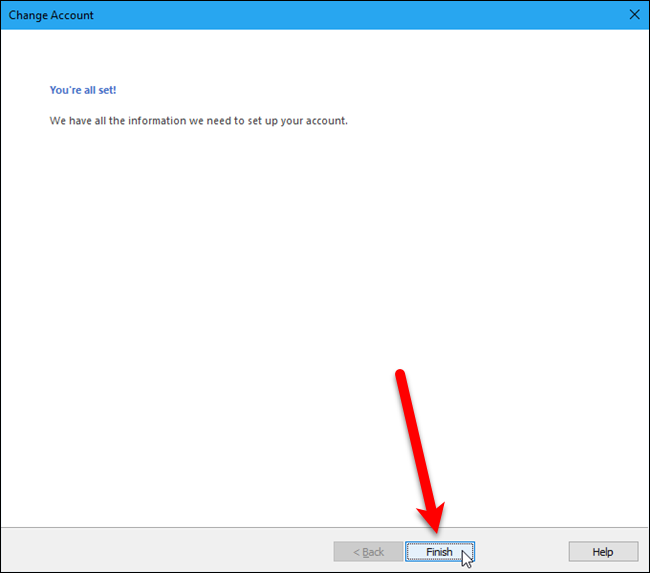 Change Account
You're all set!
We have all the information we need to set up your account.
< Back
Finish
Help